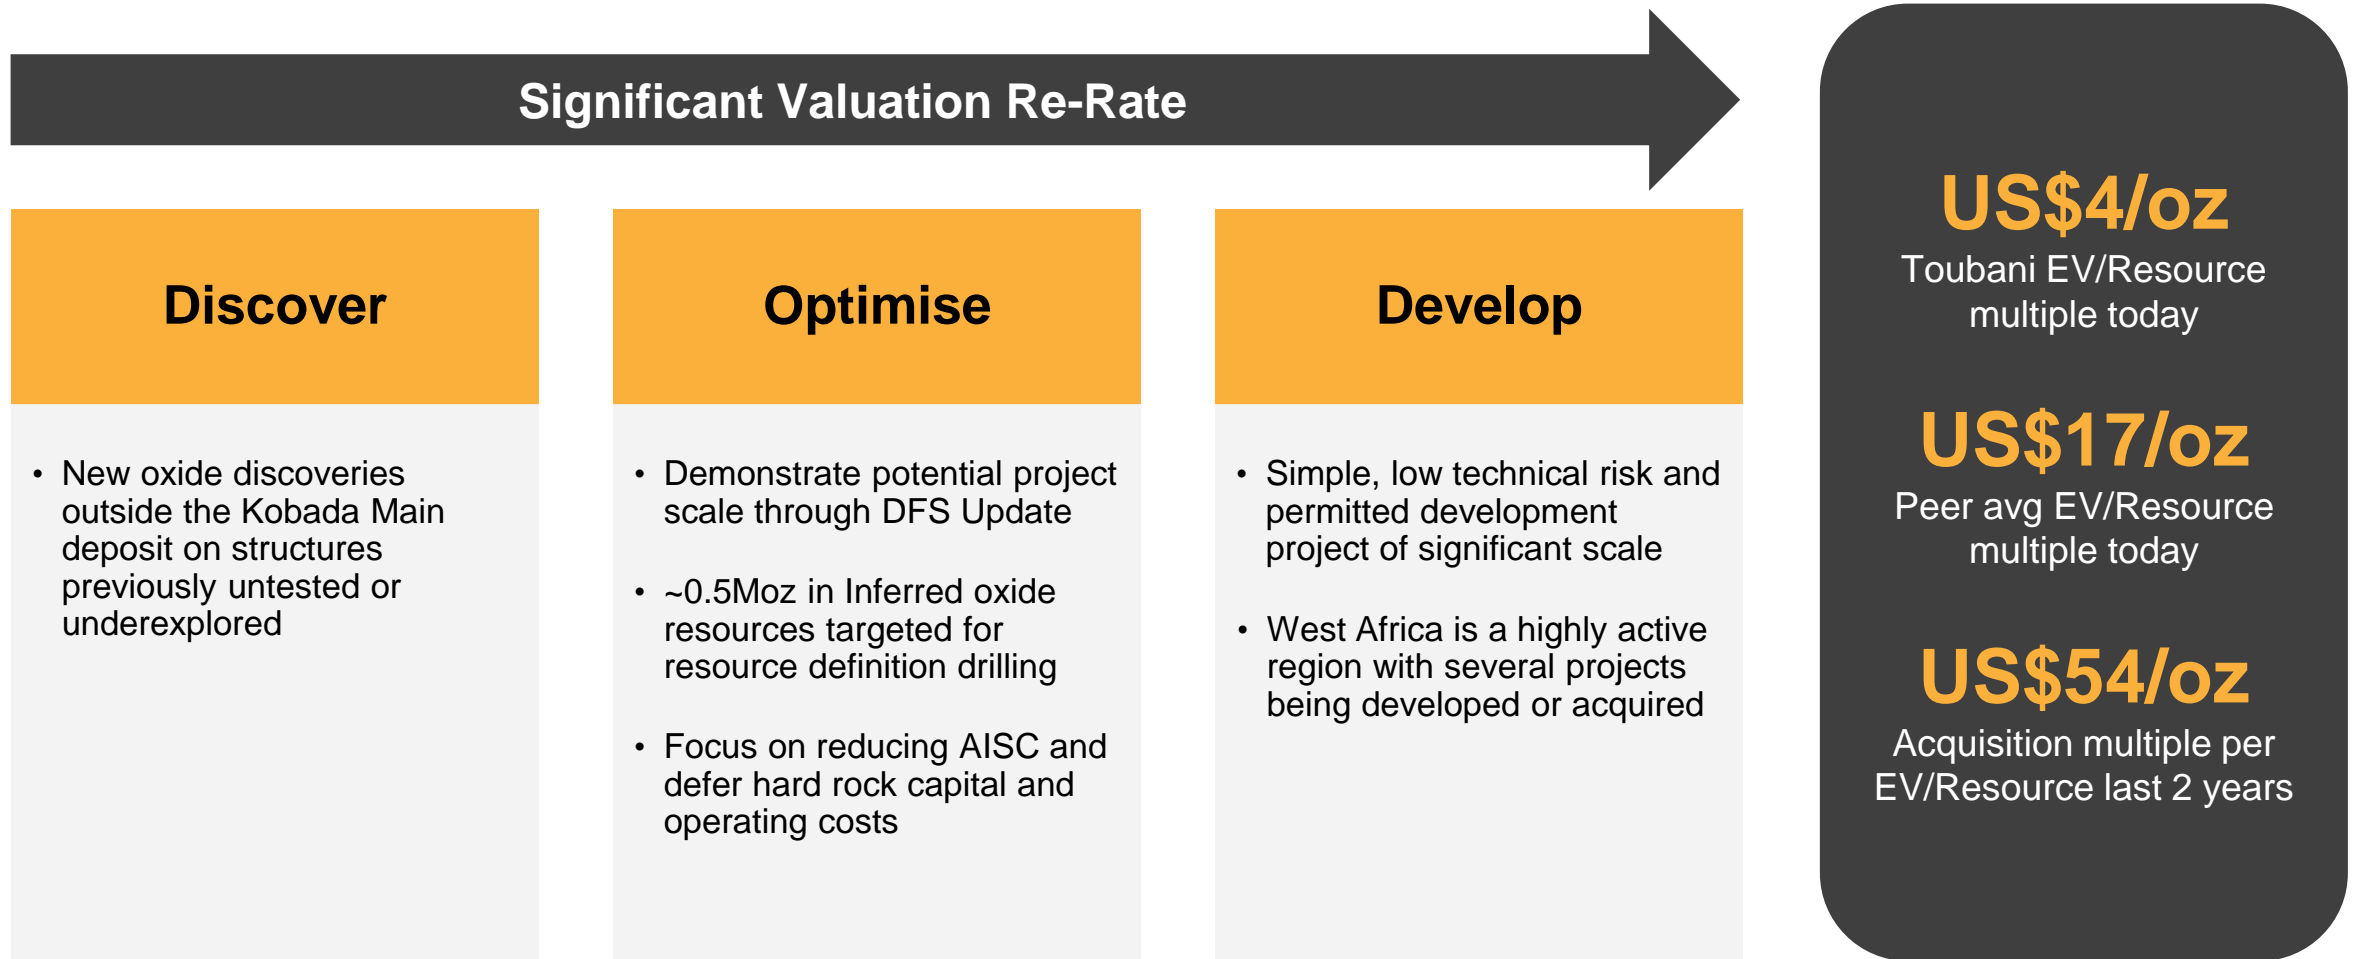 Significant Valuation Re-Rate
Discover
• New oxide discoveries
outside the Kobada Main
deposit on structures
previously untested or
underexplored
Optimise
• Demonstrate potential project
scale through DFS Update
• ~0.5Moz in Inferred oxide
resources targeted for
resource definition drilling
• Focus on reducing AISC and
defer hard rock capital and
operating costs
Develop
• Simple, low technical risk and
permitted development
project of significant scale
• West Africa is a highly active
region with several projects
being developed or acquired
US$4/oz
Toubani EV/Resource
multiple today
US$17/oz
Peer avg EV/Resource
multiple today
US$54/oz
Acquisition multiple per
EV/Resource last 2 years